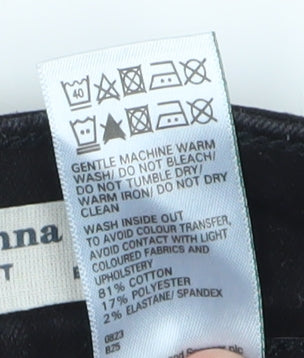 40
GENTLE MACHINE WARM
WASH/ DO NOT BLEACH/
DO NOT TUMBLE DRY/
WARM IRON/ DO NOT DRY
CLEAN
WASH INSIDE OUT
TO AVOID COLOUR TRANSFER,
AVOID CONTACT WITH LIGHT
COLOURED FABRICS AND
UPHOLSTERY
81% COTTON
17% POLYESTER
2% ELASTANE/ SPANDEX
0823
B25
nna